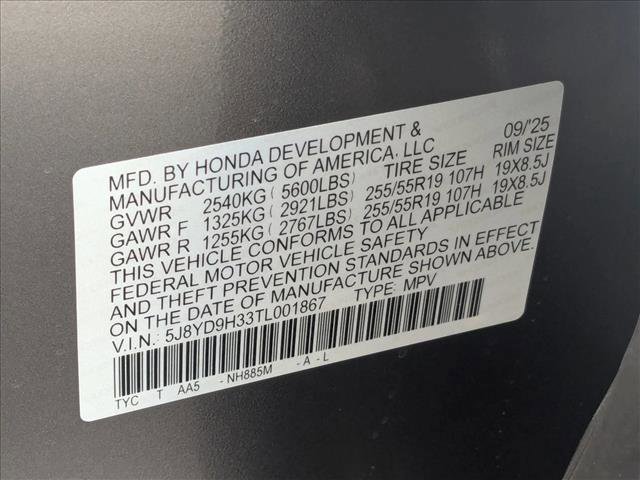 MFD. BY HONDA DEVELOPMENT & 09/'25
MANUFACTURING OF AMERICA, LLC
TIRE SIZE RIM SIZE
GVWR 2540KG (5600LBS)
GAWR F 1325KG (2921LBS) 255/55R19 107H 19X8.5J
GAWR R 1255KG (2767LBS) 255/55R19 107H 19X8.5J
THIS VEHICLE CONFORMS TO ALL APPLICABLE
FEDERAL MOTOR VEHICLE SAFETY
AND THEFT PREVENTION STANDARDS IN EFFECT
ON THE DATE OF MANUFACTURE SHOWN ABOVE.
V.I.N.: 5J8YD9H33TL001867 TYPE: MPV
TYC T AA5 -NH885M -A-L